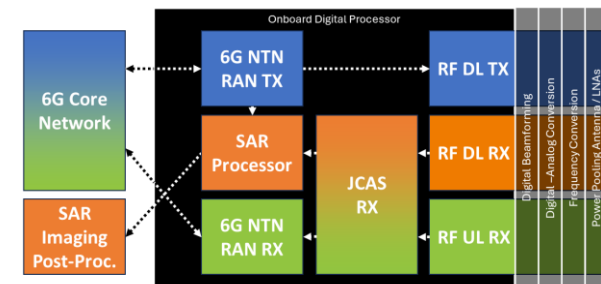 Onboard Digital Processor
6G Core
Network
6G NTN
RAN TX
RF DL TX
SAR
Processor
JCAS
RX
RF DL RX
SAR
Imaging
Post-Proc.
6G NTN
RAN RX
RF UL RX
Digital Beamforming
Digital –Analog Conversion
Frequency Conversion
Power Pooling Antenna / LNAs